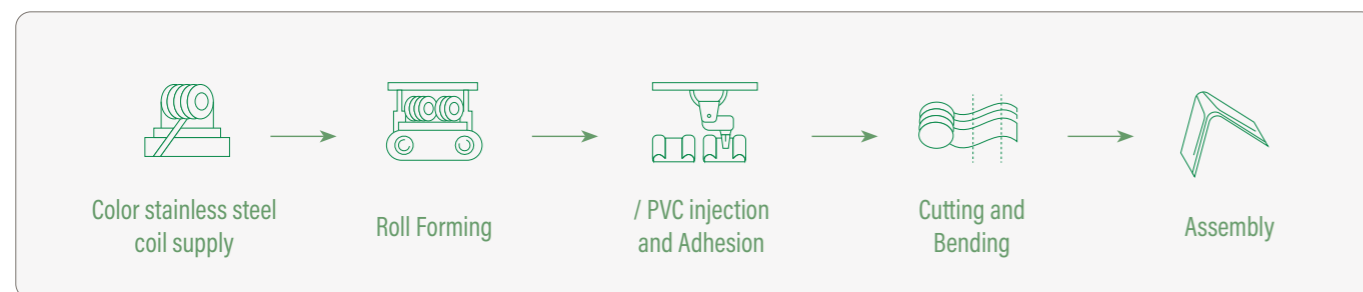 Color stainless steel
coil supply
Roll Forming
/ PVC injection
and Adhesion
Cutting and
Bending
Assembly